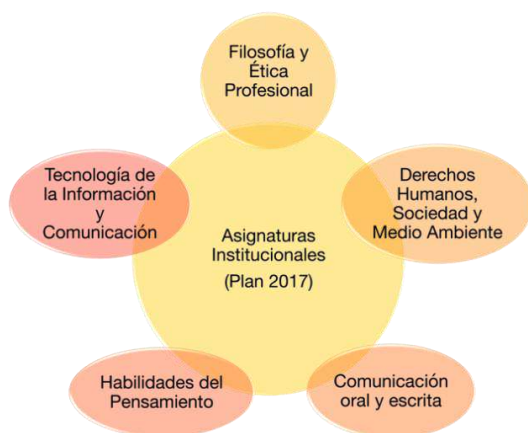 Filosofía y
Ética
Profesional
Tecnología de
la Información
y
Comunicación
Derechos
Humanos,
Sociedad y
Medio Ambiente
Asignaturas
Institucionales
(Plan 2017)
Habilidades del
Pensamiento
Comunicación
oral y escrita